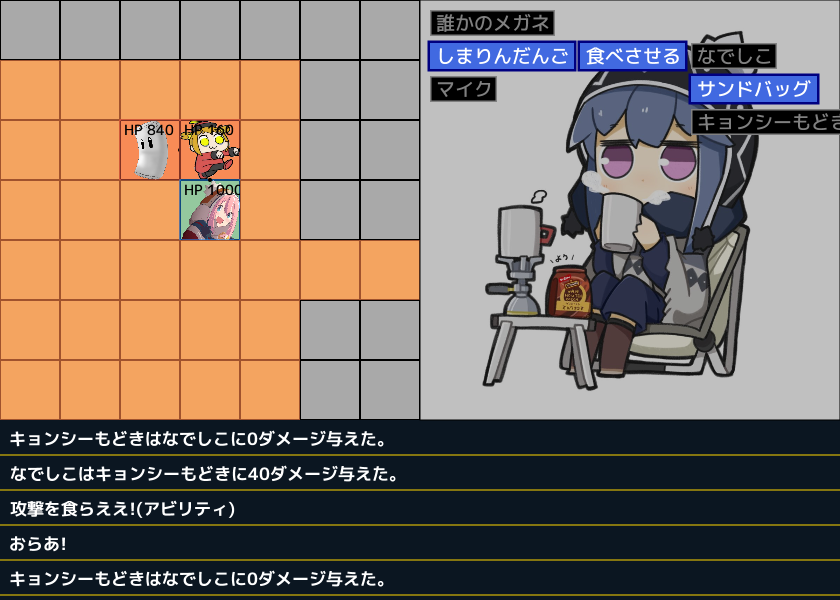 HP 840
HP 160
HP 1000
誰かのメガネ
しまりんだんご 食べさせる なでしこ
マイク サンドバッグ
キョンシーもどき
より
キョンシーもどきはなでしこに0ダメージ与えた。
なでしこはキョンシーもどきに40ダメージ与えた。
攻撃を食らええ!(アビリティ)
おらあ!
キョンシーもどきはなでしこに0ダメージ与えた。